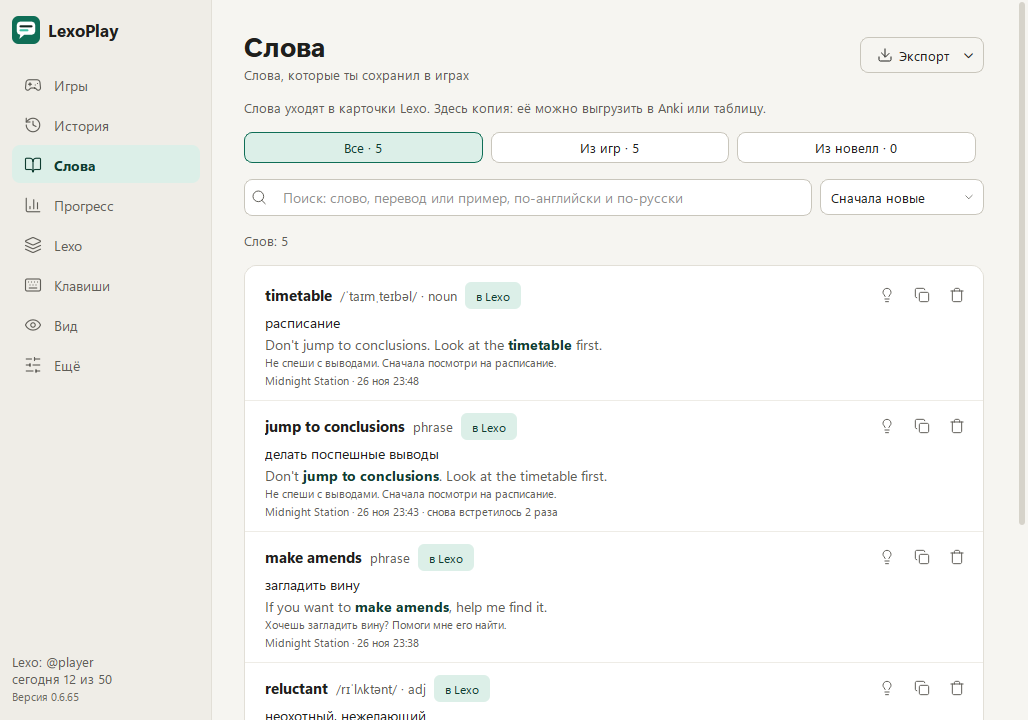 LexoPlay
Игры
История
Слова
Прогресс
Lexo
Клавиши
Вид
Ещё
Lexo: @player
сегодня 12 из 50
Версия 0.6.65
Слова
Экспорт
Слова, которые ты сохранил в играх
Слова уходят в карточки Lexo. Здесь копия: её можно выгрузить в Anki или таблицу.
Все · 5
Из игр · 5
Из новелл · 0
Поиск: слово, перевод или пример, по-английски и по-русски
Сначала новые
Слов: 5
timetable /ˈtaɪmˌteɪbəl/ · noun в Lexo
расписание
Don't jump to conclusions. Look at the timetable first.
Не спеши с выводами. Сначала посмотри на расписание.
Midnight Station · 26 ноя 23:48
jump to conclusions phrase в Lexo
делать поспешные выводы
Don't jump to conclusions. Look at the timetable first.
Не спеши с выводами. Сначала посмотри на расписание.
Midnight Station · 26 ноя 23:43 · снова встретилось 2 раза
make amends phrase в Lexo
загладить вину
If you want to make amends, help me find it.
Хочешь загладить вину? Помоги мне его найти.
Midnight Station · 26 ноя 23:38
reluctant /rɪˈlʌktənt/ · adj в Lexo
неохотный, нежелающий